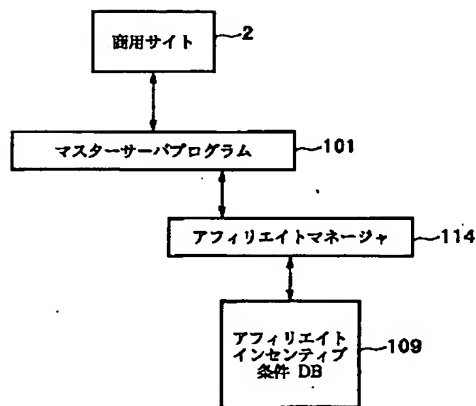 商用サイト
2
マスターサーバプログラム
101
アフィリエイトマネージャ
114
アフィリエイト
インセンティブ
条件 DB
109